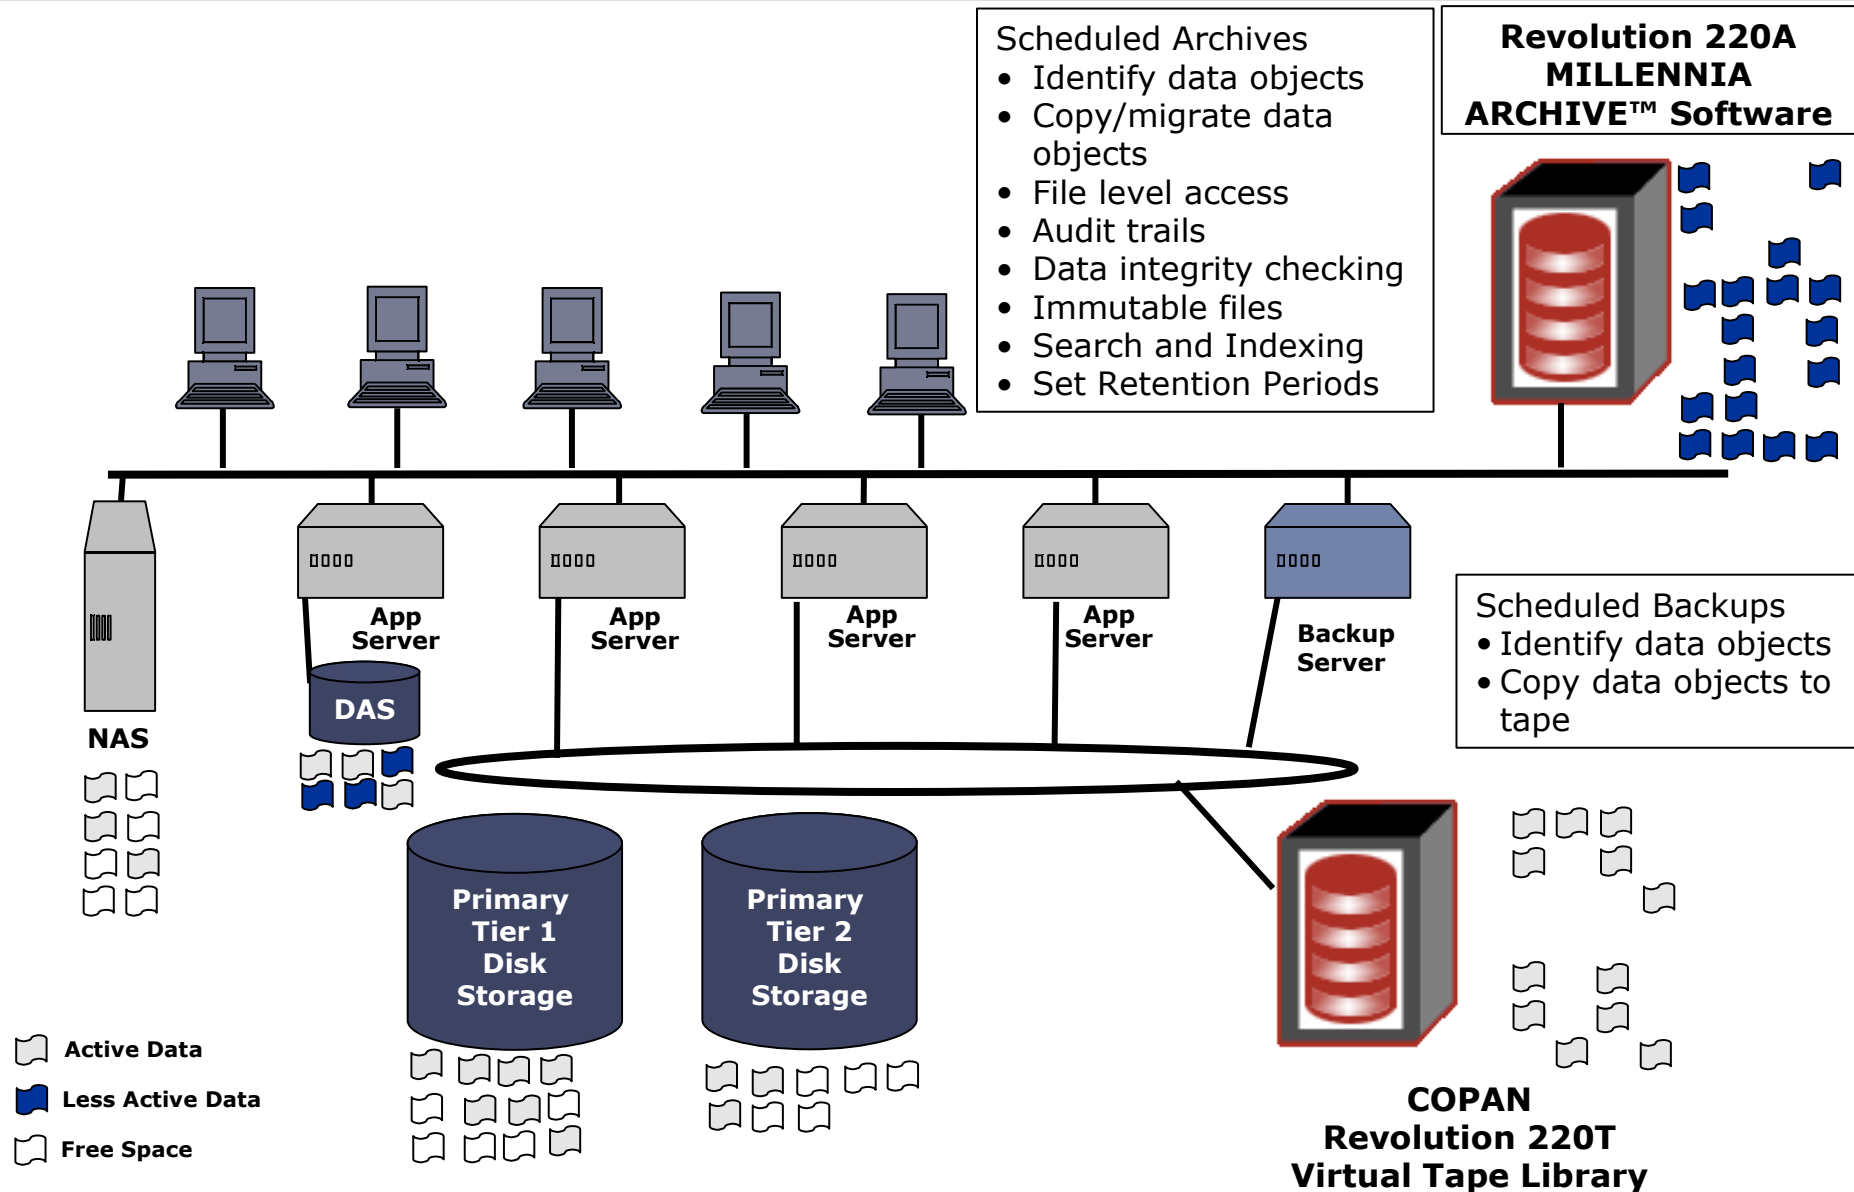 Scheduled Archives
• Identify data objects
• Copy/migrate data
objects
• File level access
• Audit trails
• Data integrity checking
• Immutable files
• Search and Indexing
• Set Retention Periods
Revolution 220A
MILLENNIA
ARCHIVE™ Software
App
Server
App
Server
App
Server
App
Server
Backup
Server
Scheduled Backups
• Identify data objects
• Copy data objects to
tape
NAS
DAS
Primary
Tier 1
Disk
Storage
Primary
Tier 2
Disk
Storage
Active Data
Less Active Data
Free Space
COPAN
Revolution 220T
Virtual Tape Library